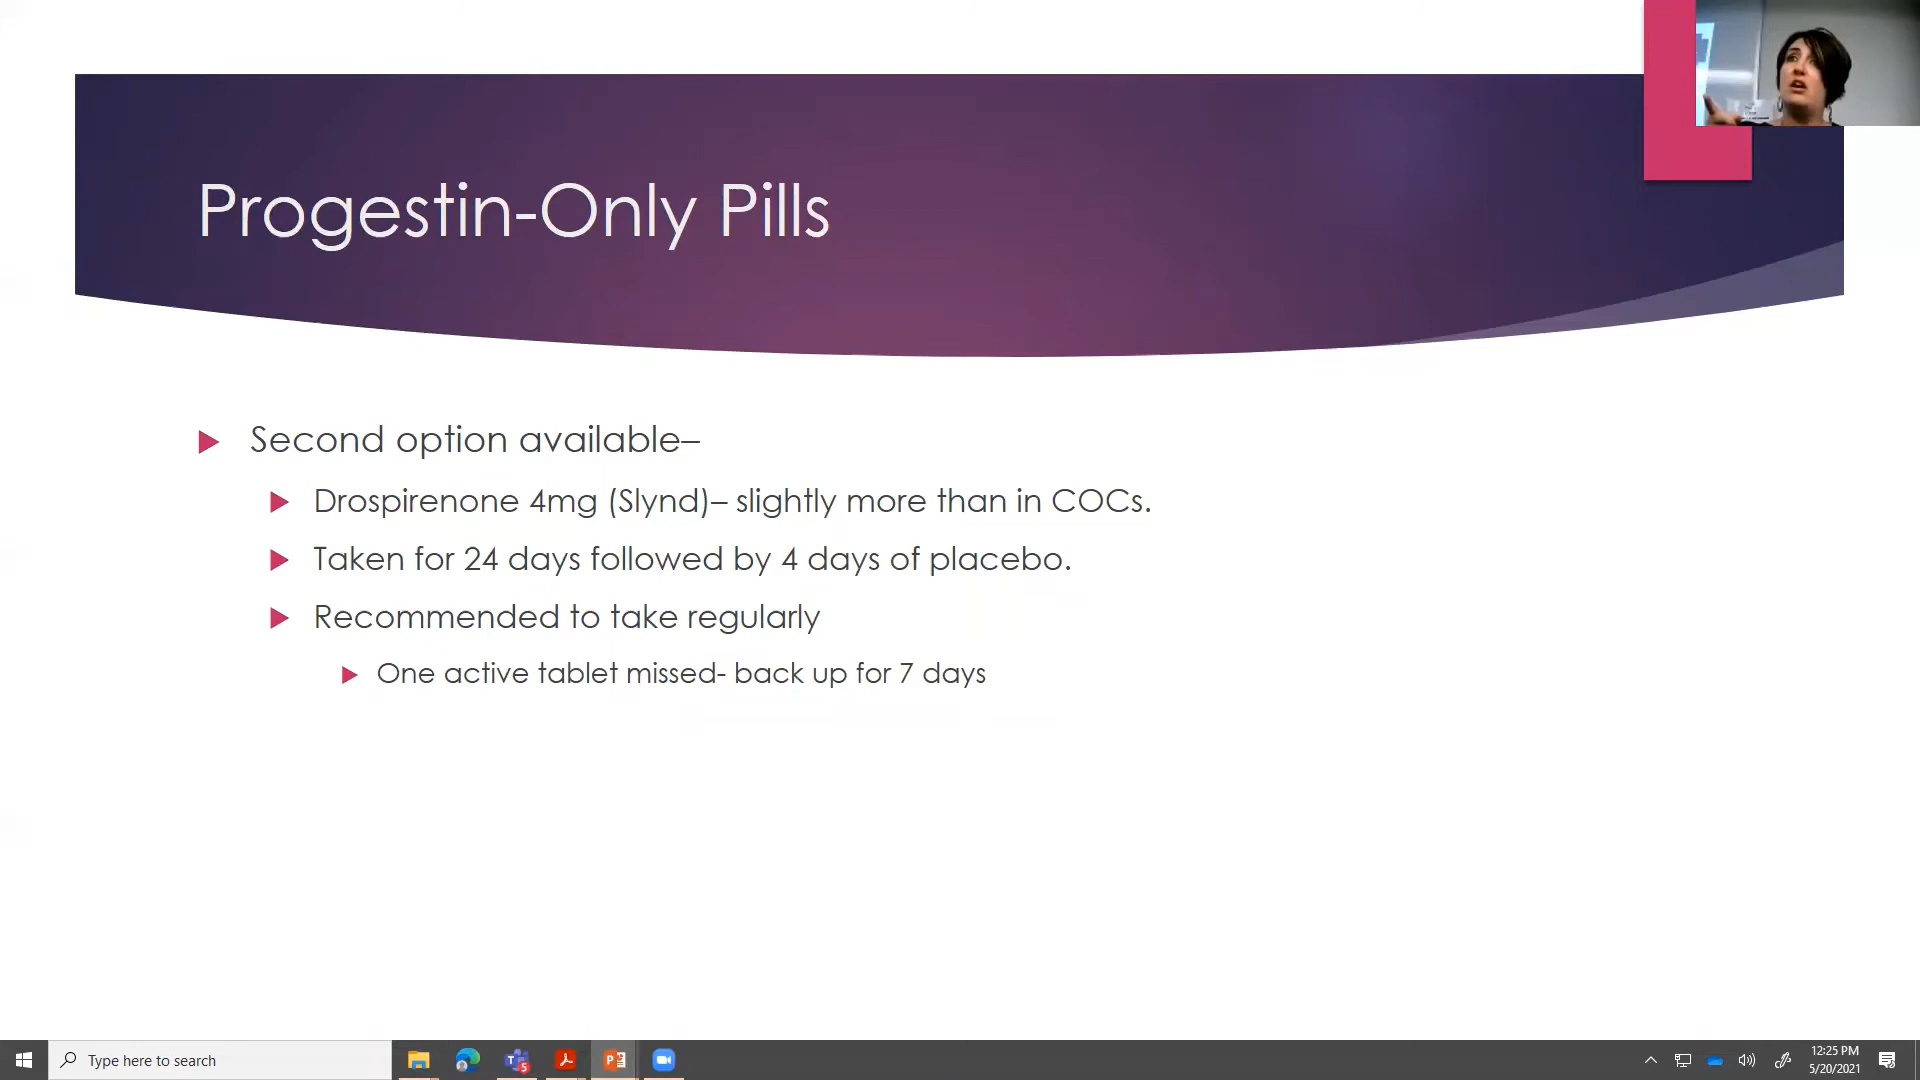 Progestin-Only Pills
Second option available–
Drospirenone 4mg (Slynd)– slightly more than in COCs.
Taken for 24 days followed by 4 days of placebo.
Recommended to take regularly
One active tablet missed- back up for 7 days
Type here to search
5
12:25 PM
5/20/2021